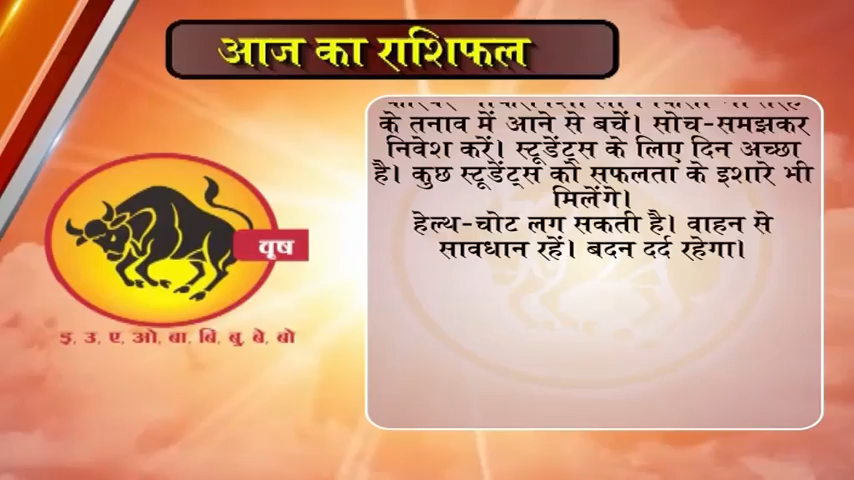 आज का राशिफल
के तनाव में आने से बचें। सोच-समझकर
निवेश करें। स्टूडेंट्स के लिए दिन अच्छा
है। कुछ स्टूडेंट्स को सफलता के इशारे भी
मिलेंगे।
हेल्थ-चोट लग सकती है। वाहन से
सावधान रहें। बदन दर्द रहेगा।
वृष
इ, उ, ए, ओ, बा, बि, बु, बे, बो